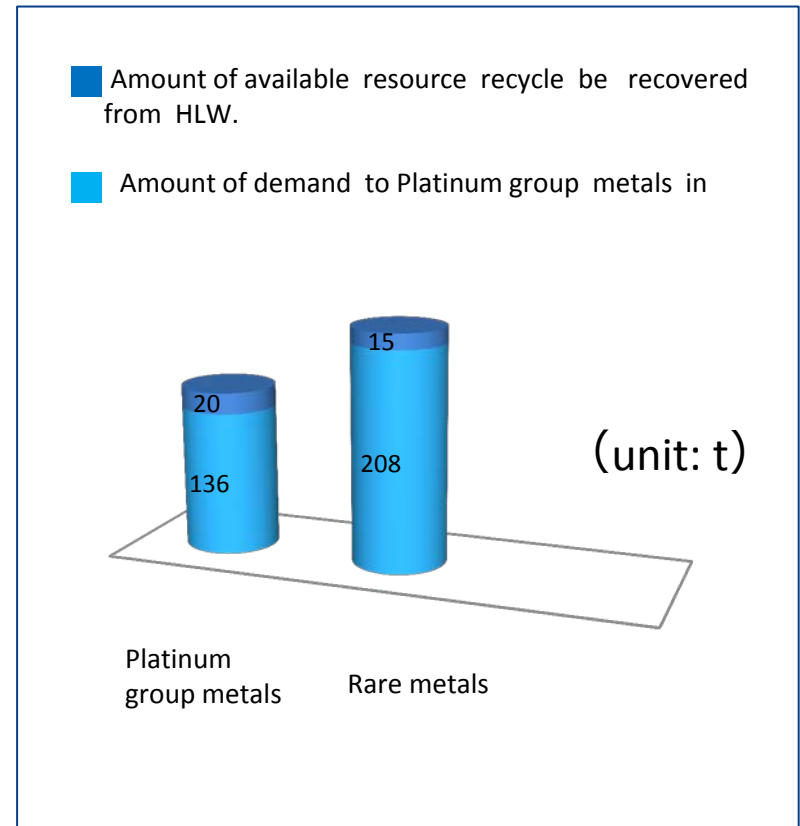 Amount of available resource recycle be recovered
from HLW.
Amount of demand to Platinum group metals in
15
20
208
136
（unit: t）
Platinum
group metals
Rare metals